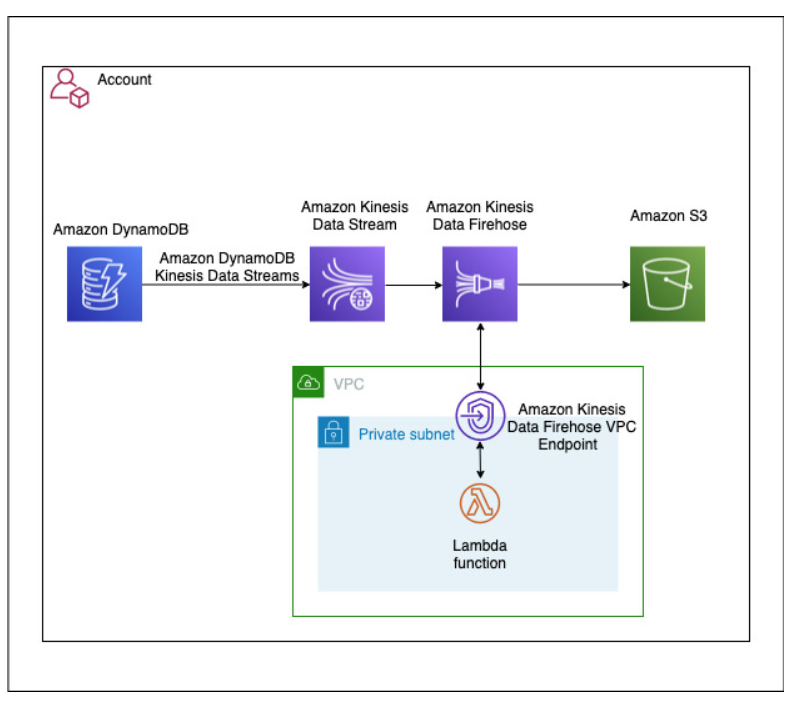 Account
Amazon DynamoDB
Amazon DynamoDB
Kinesis Data Streams
Amazon Kinesis
Data Stream
Amazon Kinesis
Data Firehose
Amazon S3
VPC
Private subnet
Amazon Kinesis
Data Firehose VPC
Endpoint
Lambda
function